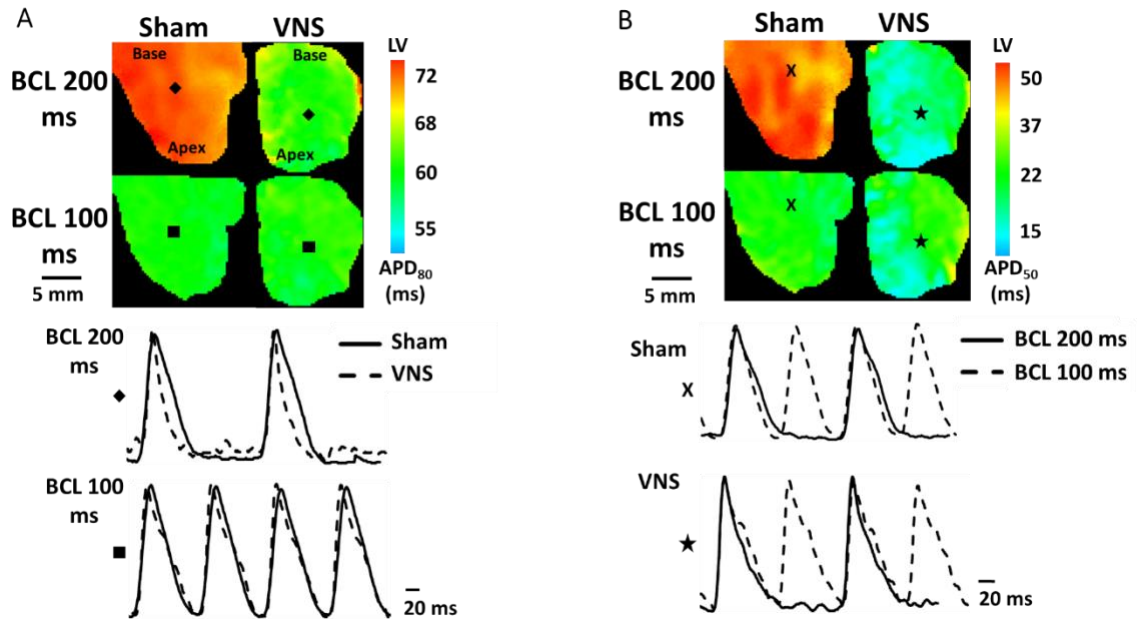 A
Sham VNS
LV
BCL 200
ms
Base
Base
Apex
Apex
72
68
60
55
BCL 100
ms
5 mm
APD80
(ms)
BCL 200
ms
Sham
VNS
BCL 100
ms
20 ms
B
Sham VNS
LV
BCL 200
ms
X
50
37
22
15
BCL 100
ms
X
5 mm
APD50
(ms)
Sham
X
BCL 200 ms
BCL 100 ms
VNS
20 ms